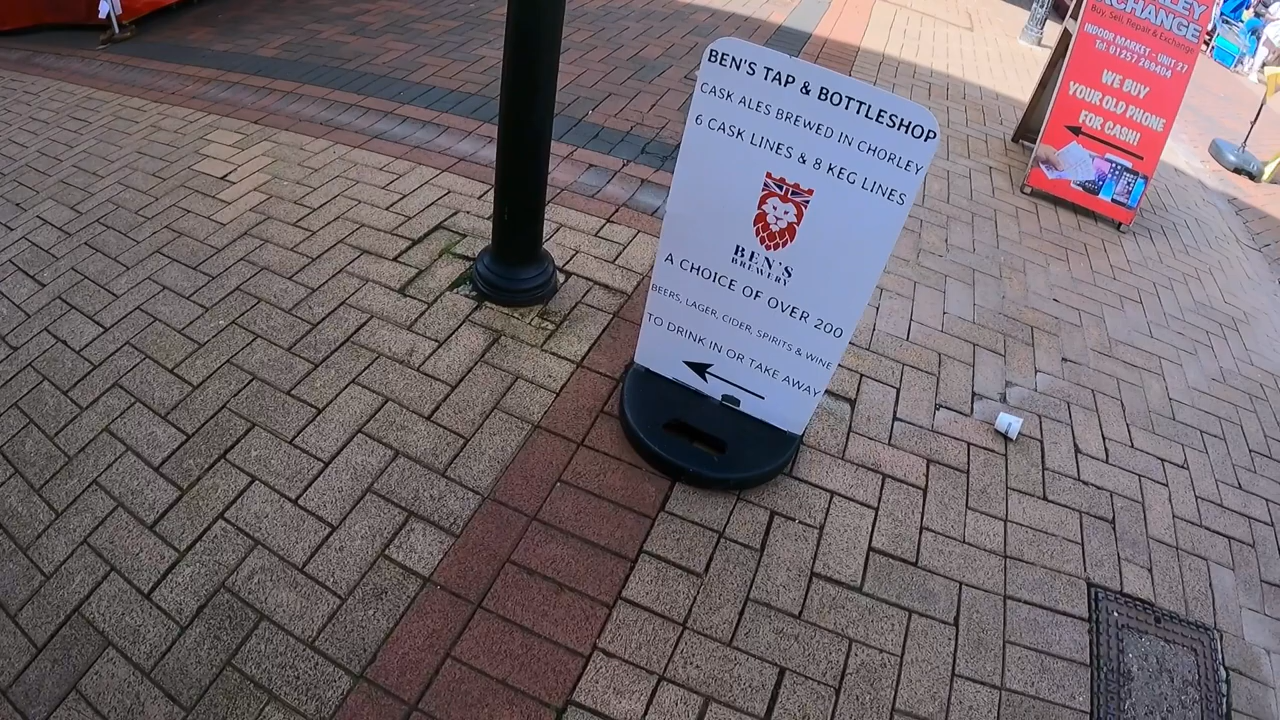 BEN'S TAP & BOTTLESHOP
CASK ALES BREWED IN CHORLEY
6 CASK LINES & 8 KEG LINES
BEN'S
BREWERY
A CHOICE OF OVER 200
BEERS, LAGER, CIDER, SPIRITS & WINE
TO DRINK IN OR TAKE AWAY
EXCHANGE
Buy, Sell, Repair & Exchange
INDOOR MARKET - UNIT 27
Tel: 01257 269404
WE BUY
YOUR OLD PHONE
FOR CASH!